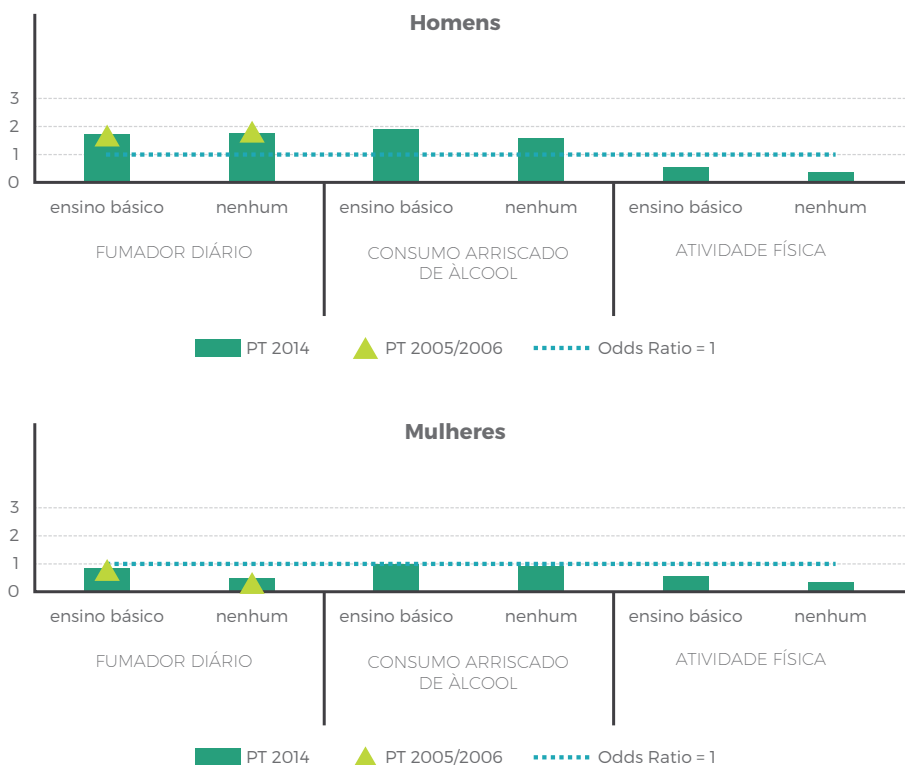 Homens
3
2
1
0
ensino básico nenhum ensino básico nenhum ensino básico nenhum
FUMADOR DIÁRIO CONSUMO ARRISCADO DE ÀLCOOL ATIVIDADE FÍSICA
PT 2014 PT 2005/2006 Odds Ratio = 1
Mulheres
3
2
1
0
ensino básico nenhum ensino básico nenhum ensino básico nenhum
FUMADOR DIÁRIO CONSUMO ARRISCADO DE ÀLCOOL ATIVIDADE FÍSICA
PT 2014 PT 2005/2006 Odds Ratio = 1